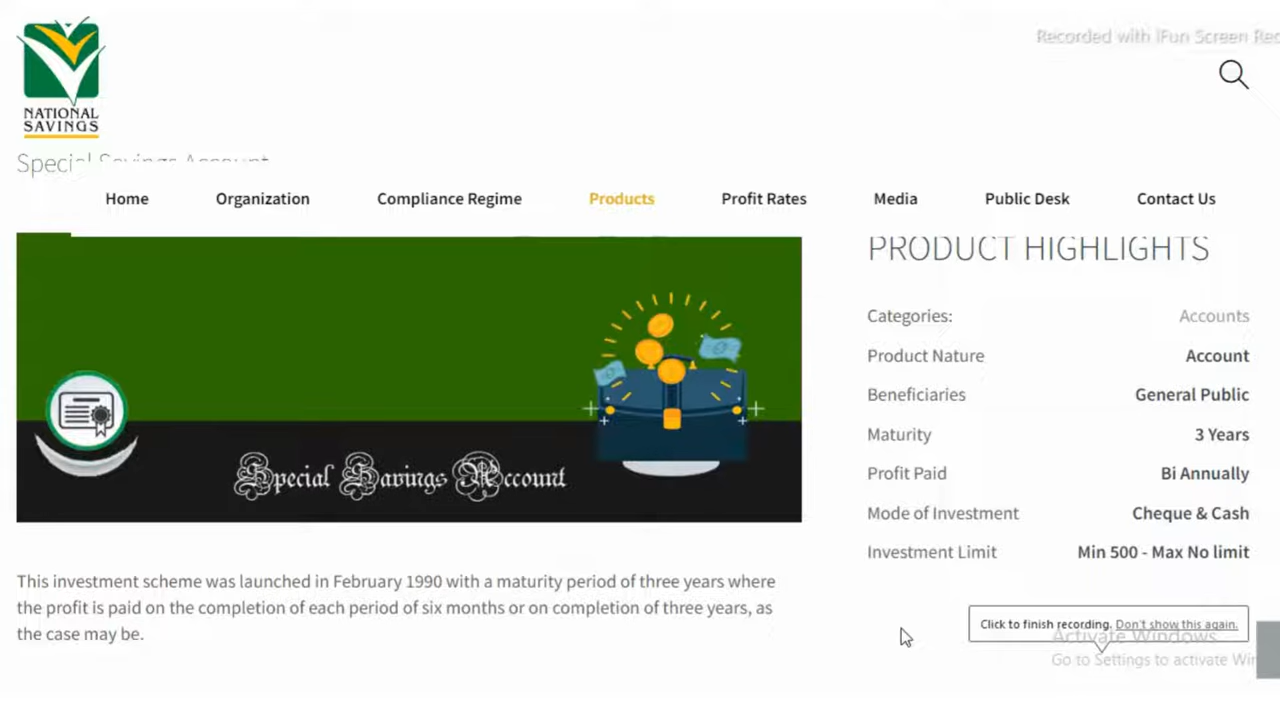 Recorded with iFun Screen Rec
NATIONAL
SAVINGS
Special Savings Account
Home Organization Compliance Regime Products Profit Rates Media Public Desk Contact Us
PRODUCT HIGHLIGHTS
Categories: Accounts
Product Nature Account
Beneficiaries General Public
Maturity 3 Years
Profit Paid Bi Annually
Mode of Investment Cheque & Cash
Investment Limit Min 500 - Max No limit
Special Savings Account
This investment scheme was launched in February 1990 with a maturity period of three years where
the profit is paid on the completion of each period of six months or on completion of three years, as
the case may be.
Click to finish recording. Don't show this again.
Activate Windows
Go to Settings to activate Win